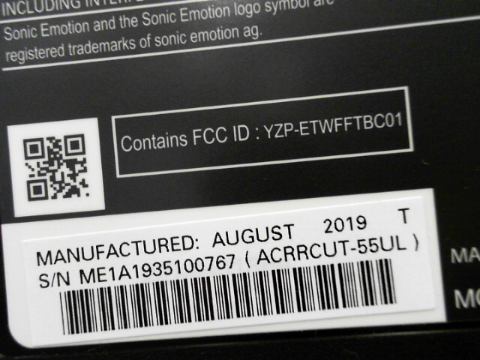 INCLUDING
Sonic Emotion and the Sonic Emotion logo symbol are
registered trademarks of sonic emotion ag.
Contains FCC ID : YZP-ETWFFTBC01
MANUFACTURED: AUGUST 2019 T
S/N ME1A1935100767 ( ACRRCUT-55UL )